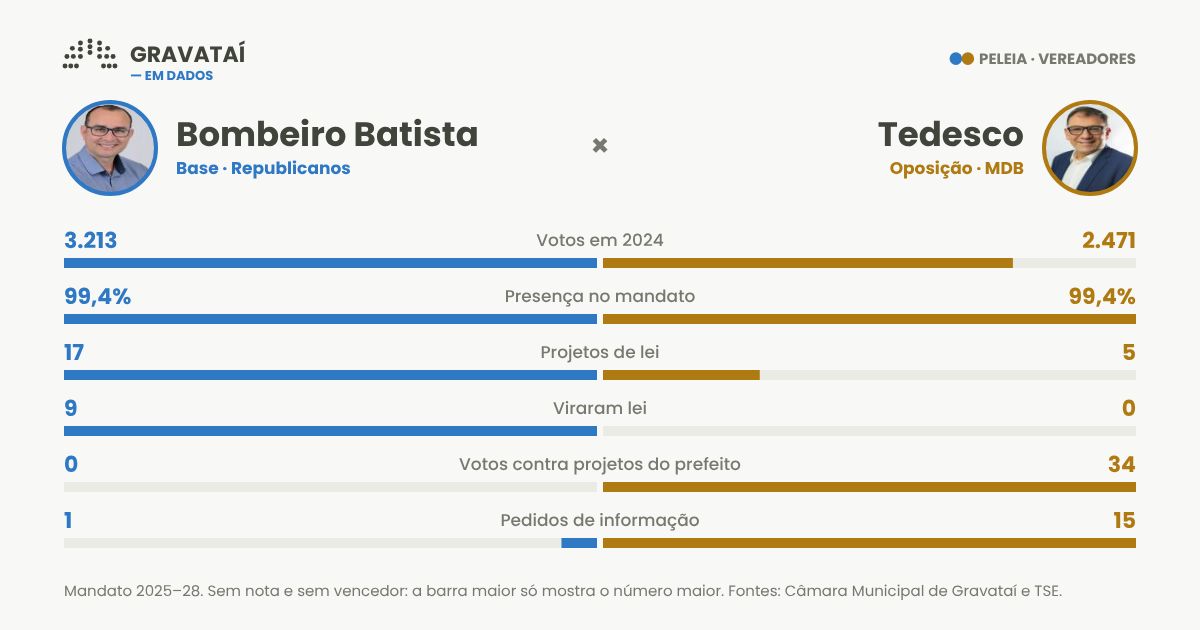 GRAVATAÍ
— EM DADOS
PELEIA · VEREADORES
Bombeiro Batista
Base · Republicanos
×
Tedesco
Oposição · MDB
3.213 Votos em 2024 2.471
99,4% Presença no mandato 99,4%
17 Projetos de lei 5
9 Viraram lei 0
0 Votos contra projetos do prefeito 34
1 Pedidos de informação 15
Mandato 2025–28. Sem nota e sem vencedor: a barra maior só mostra o número maior. Fontes: Câmara Municipal de Gravataí e TSE.